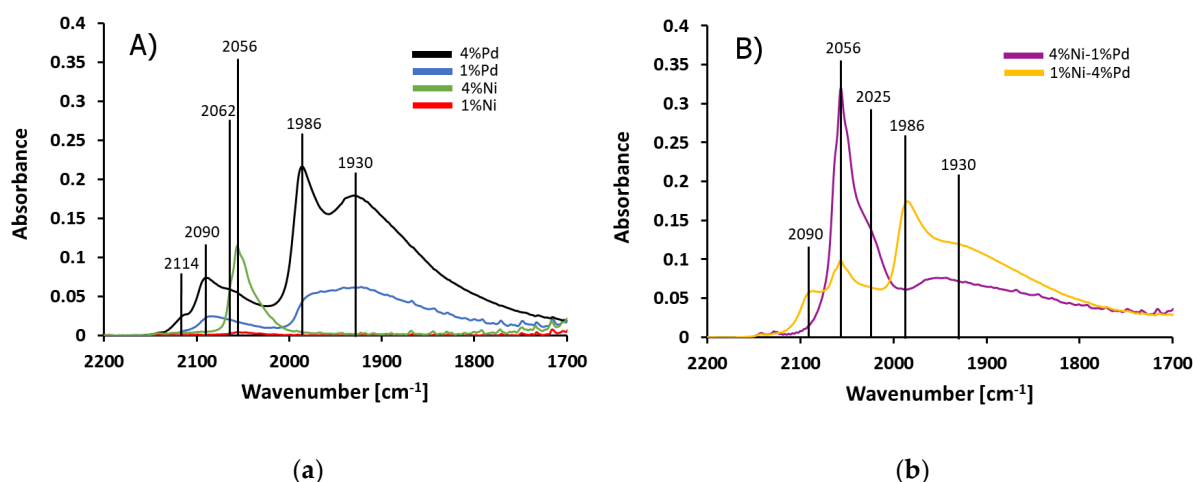 A)
0.4
0.35
0.3
0.25
0.2
0.15
0.1
0.05
0
Absorbance
2114
2090
2062
2056
1986
1930
4%Pd
1%Pd
4%Ni
1%Ni
2200 2100 2000 1900 1800 1700
Wavenumber [cm-1]
(a)
B)
0.4
0.35
0.3
0.25
0.2
0.15
0.1
0.05
0
Absorbance
2090
2056
2025
1986
1930
4%Ni-1%Pd
1%Ni-4%Pd
2200 2100 2000 1900 1800 1700
Wavenumber [cm-1]
(b)